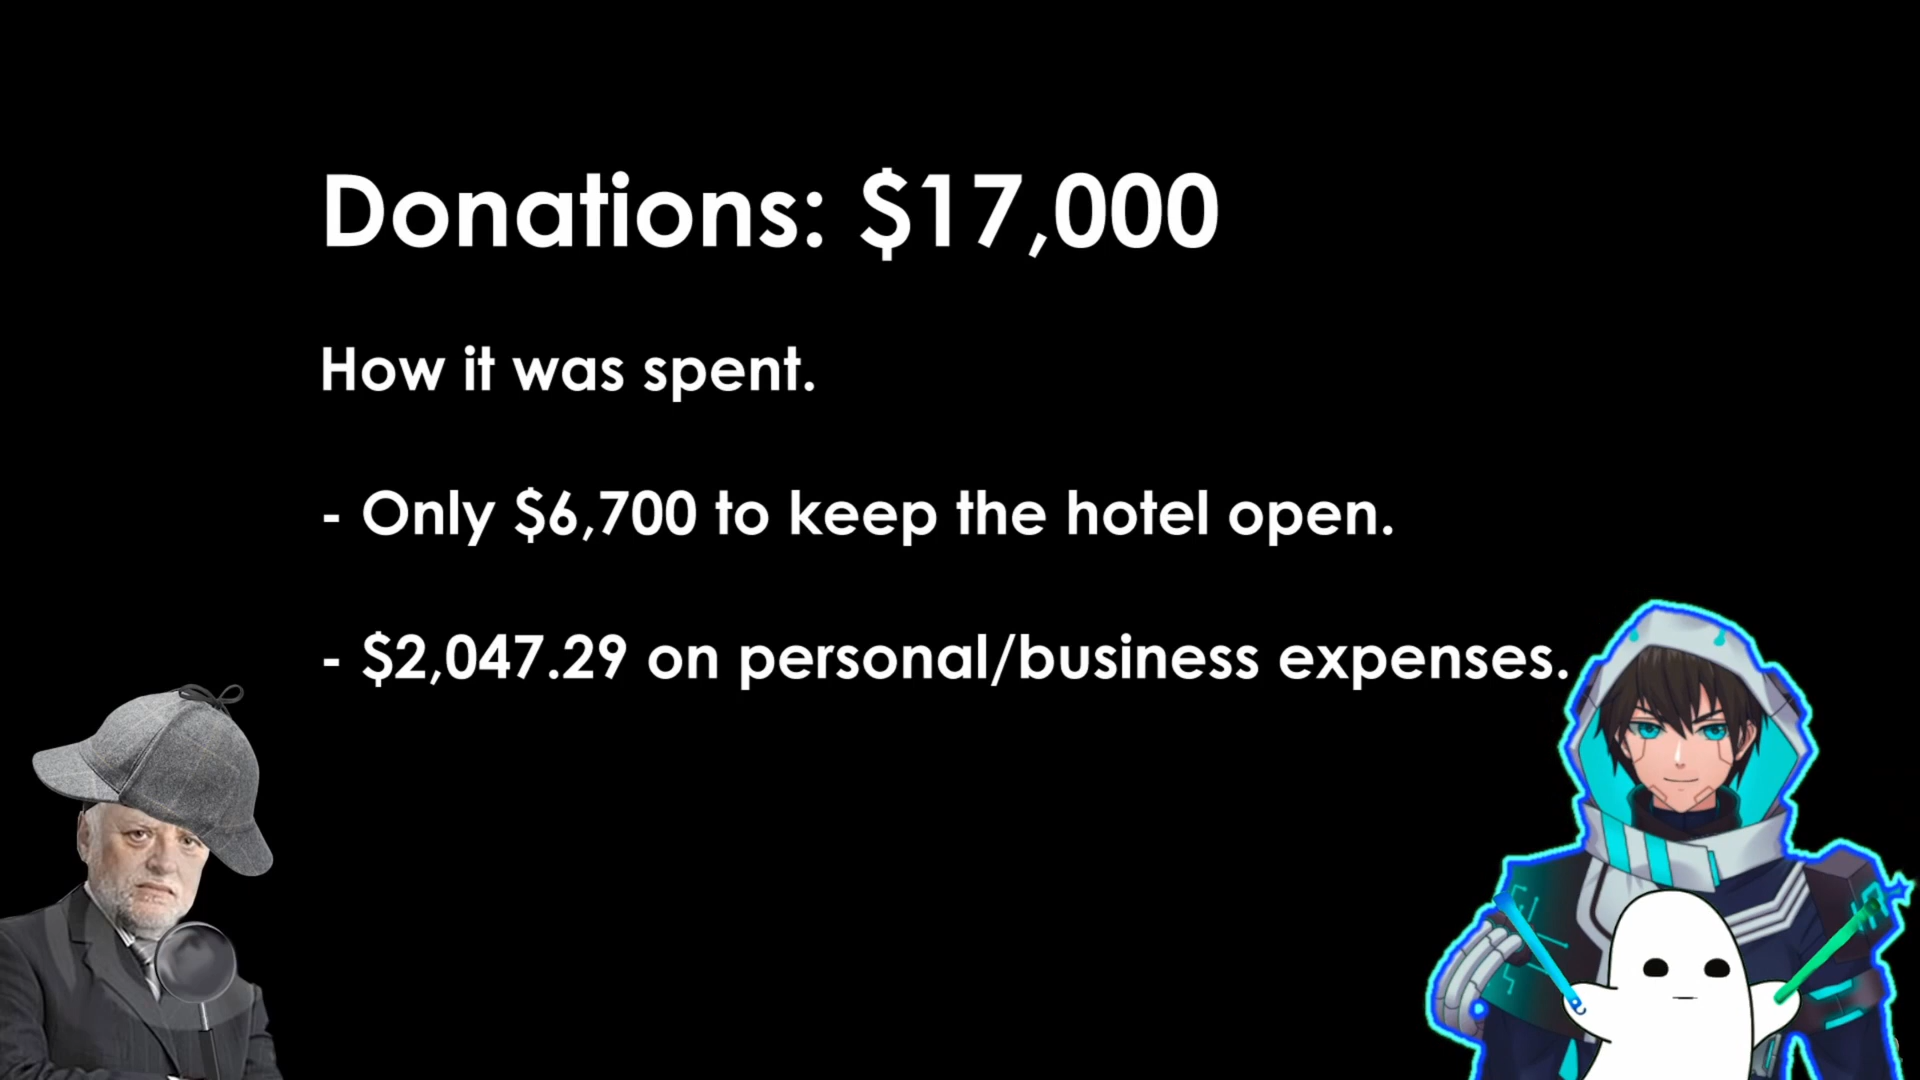 Donations: $17,000
How it was spent.
- Only $6,700 to keep the hotel open.
- $2,047.29 on personal/business expenses.